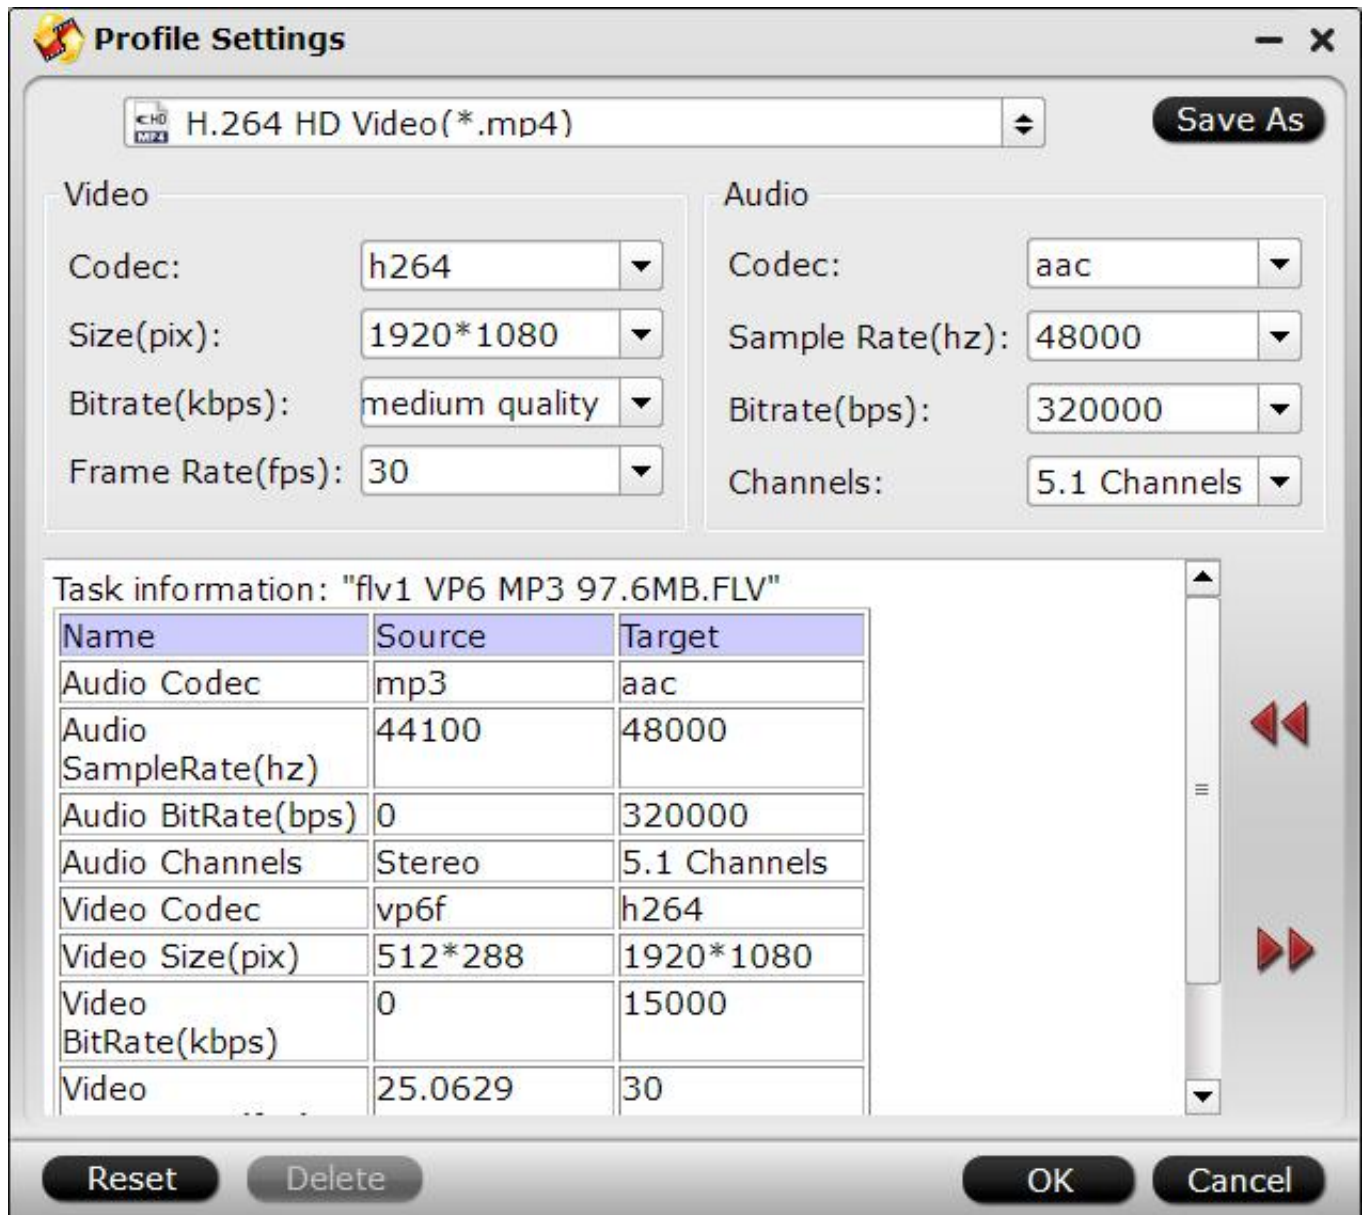 Profile Settings
H.264 HD Video(*.mp4)
Save As
Video
Codec: h264
Size(pix): 1920*1080
Bitrate(kbps): medium quality
Frame Rate(fps): 30
Audio
Codec: aac
Sample Rate(hz): 48000
Bitrate(bps): 320000
Channels: 5.1 Channels
Task information: "flv1 VP6 MP3 97.6MB.FLV"
Name Source Target
Audio Codec mp3 aac
Audio 44100 48000
SampleRate(hz)
Audio BitRate(bps) 0 320000
Audio Channels Stereo 5.1 Channels
Video Codec vp6f h264
Video Size(pix) 512*288 1920*1080
Video 0 15000
BitRate(kbps)
Video 25.0629 30
Reset Delete OK Cancel